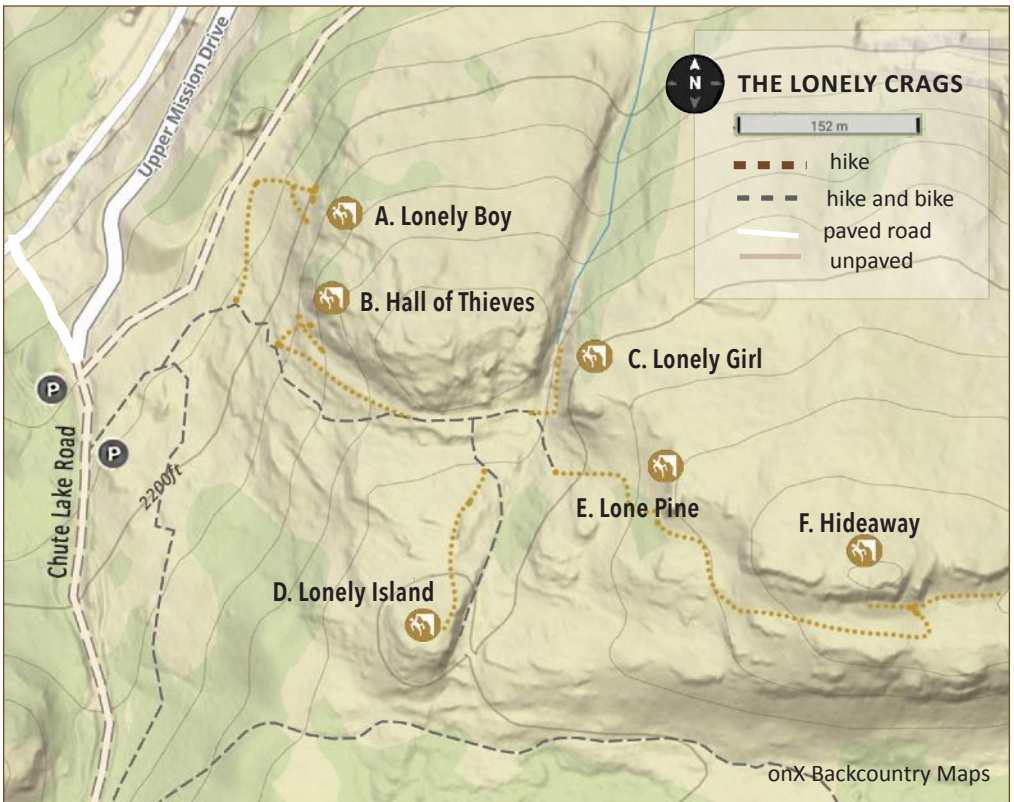 Upper Mission Drive
N
THE LONELY CRAGS
152 m
hike
hike and bike
paved road
unpaved
A. Lonely Boy
B. Hall of Thieves
C. Lonely Girl
P
P
Chute Lake Road
2200ft
E. Lone Pine
F. Hideaway
D. Lonely Island
onX Backcountry Maps